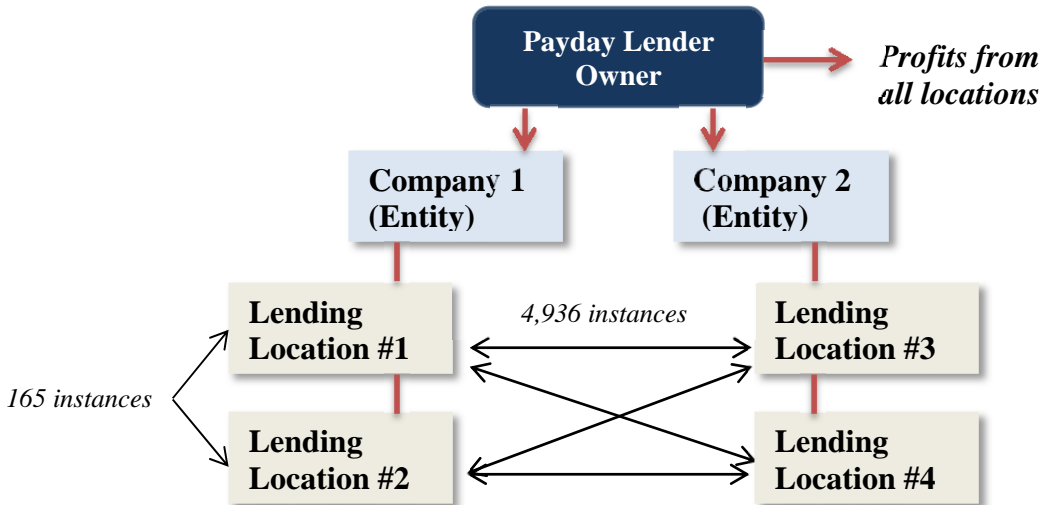 Payday Lender
Owner
Profits from
all locations
Company 1
(Entity)
Company 2
(Entity)
Lending
Location #1
4,936 instances
Lending
Location #3
165 instances
Lending
Location #2
Lending
Location #4